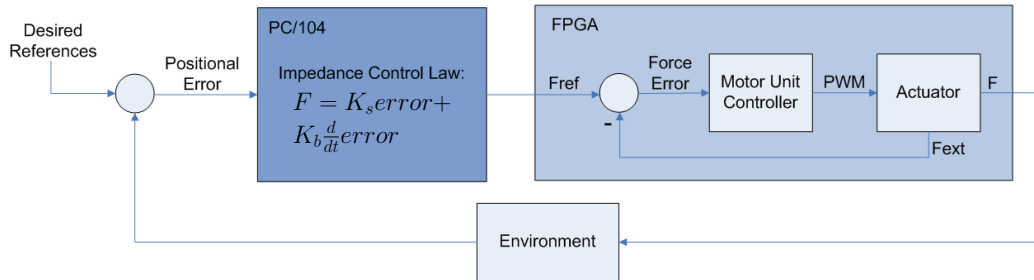 Desired
References
Positional
Error
PC/104
Impedance Control Law:
F = K_s error+
K_b \frac{d}{dt} error
FPGA
Fref
-
Force
Error
Motor Unit
Controller
PWM
Actuator
F
Fext
Environment